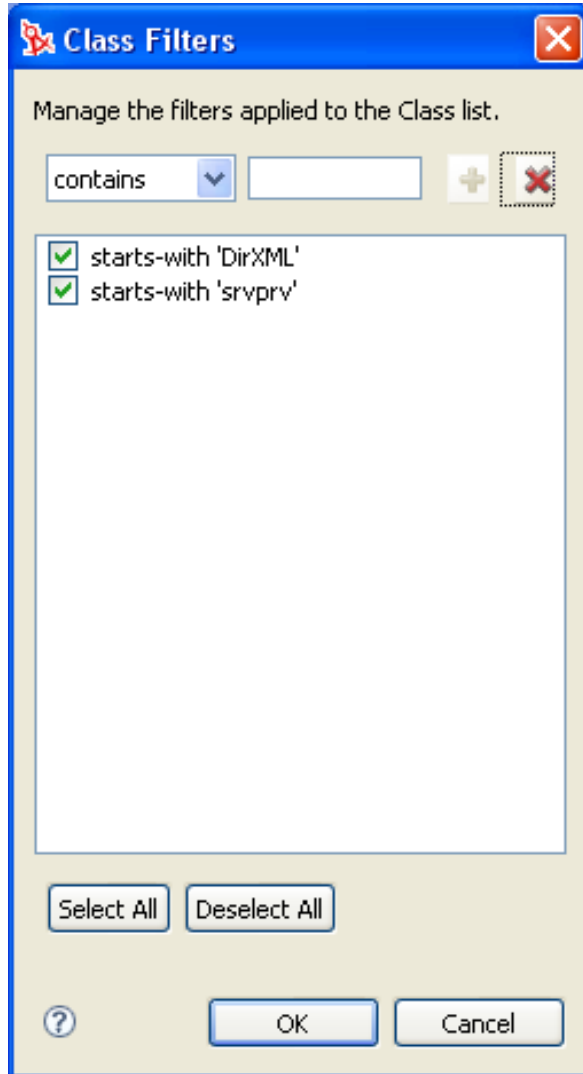 Class Filters
Manage the filters applied to the Class list.
contains
starts-with 'DirXML'
starts-with 'srvprv'
Select All Deselect All
? OK Cancel